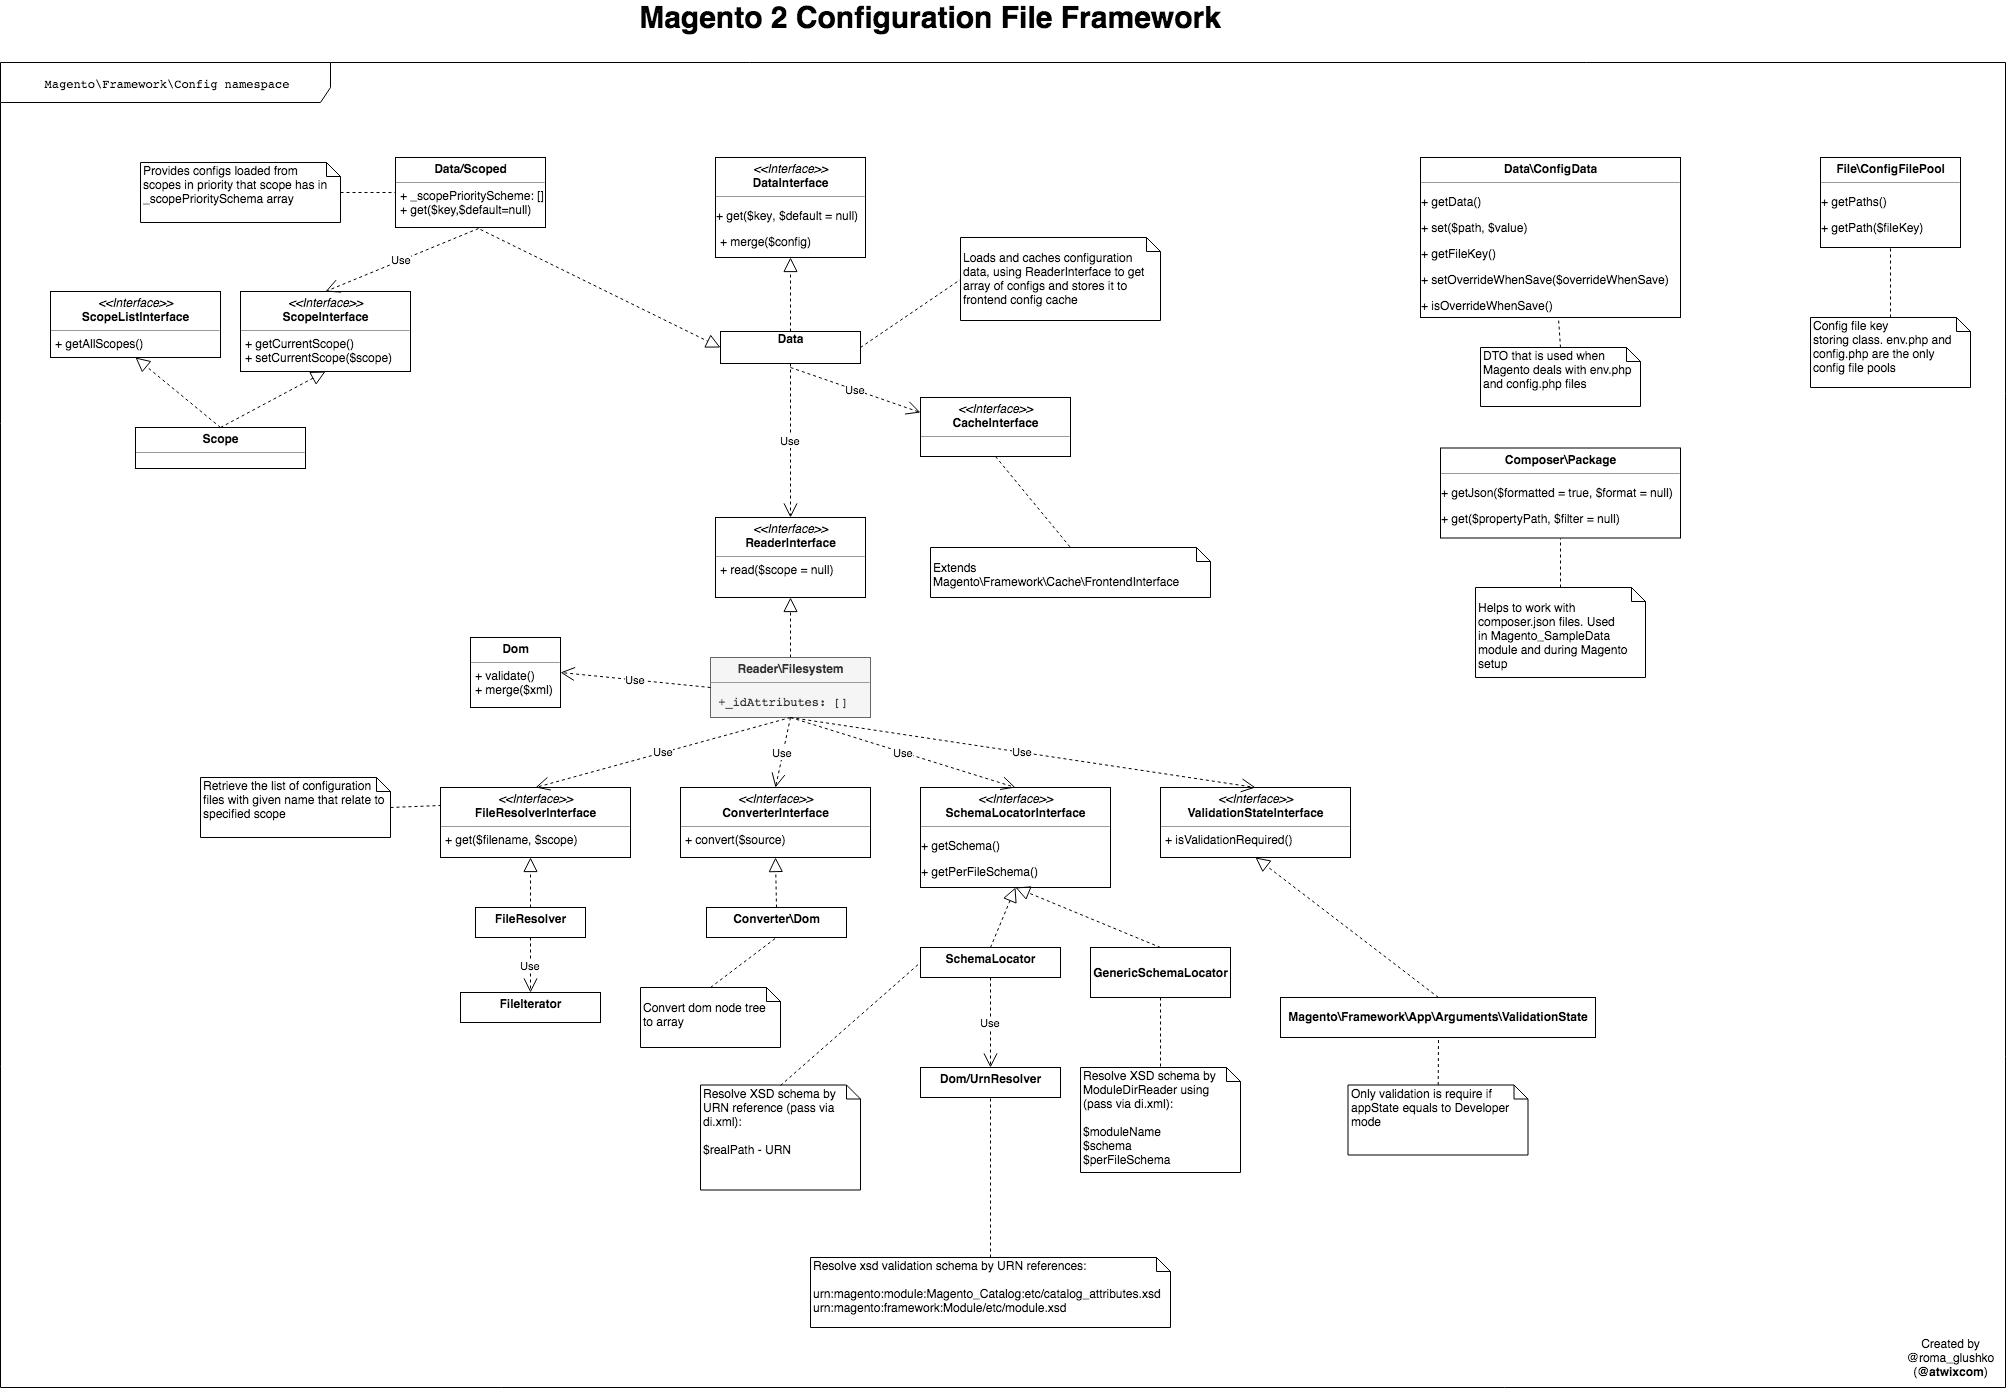 Magento 2 Configuration File Framework
Magento\Framework\Config namespace
Provides configs loaded from
scopes in priority that scope has in
_scopePrioritySchema array
Data/Scoped
+ _scopePriorityScheme: []
+ get($key,$default=null)
<<Interface>>
DataInterface
+ get($key, $default = null)
+ merge($config)
Loads and caches configuration
data, using ReaderInterface to get
array of configs and stores it to
frontend config cache
Data\ConfigData
+ getData()
+ set($path, $value)
+ getFileKey()
+ setOverrideWhenSave($overrideWhenSave)
+ isOverrideWhenSave()
File\ConfigFilePool
+ getPaths()
+ getPath($fileKey)
Use
<<Interface>>
ScopeListInterface
+ getAllScopes()
<<Interface>>
ScopeInterface
+ getCurrentScope()
+ setCurrentScope($scope)
Data
Config file key
storing class. env.php and
config.php are the only
config file pools
DTO that is used when
Magento deals with env.php
and config.php files
Use
<<Interface>>
CacheInterface
Scope
Use
Composer\Package
+ getJson($formatted = true, $format = null)
+ get($propertyPath, $filter = null)
<<Interface>>
ReaderInterface
+ read($scope = null)
Extends
Magento\Framework\Cache\FrontendInterface
Helps to work with
composer.json files. Used
in Magento_SampleData
module and during Magento
setup
Dom
+ validate()
+ merge($xml)
Use
Reader\Filesystem
+_idAttributes: []
Use
Use
Use
Use
Retrieve the list of configuration
files with given name that relate to
specified scope
<<Interface>>
FileResolverInterface
+ get($filename, $scope)
<<Interface>>
ConverterInterface
+ convert($source)
<<Interface>>
SchemaLocatorInterface
+ getSchema()
+ getPerFileSchema()
<<Interface>>
ValidationStateInterface
+ isValidationRequired()
FileResolver
Converter\Dom
Use
FileIterator
Convert dom node tree
to array
SchemaLocator
GenericSchemaLocator
Magento\Framework\App\Arguments\ValidationState
Use
Dom/UrnResolver
Resolve XSD schema by
URN reference (pass via
di.xml):
$realPath - URN
Resolve XSD schema by
ModuleDirReader using
(pass via di.xml):
$moduleName
$schema
$perFileSchema
Only validation is require if
appState equals to Developer
mode
Resolve xsd validation schema by URN references:
urn:magento:module:Magento_Catalog:etc/catalog_attributes.xsd
urn:magento:framework:Module/etc/module.xsd
Created by
@roma_glushko
(@atwixcom)